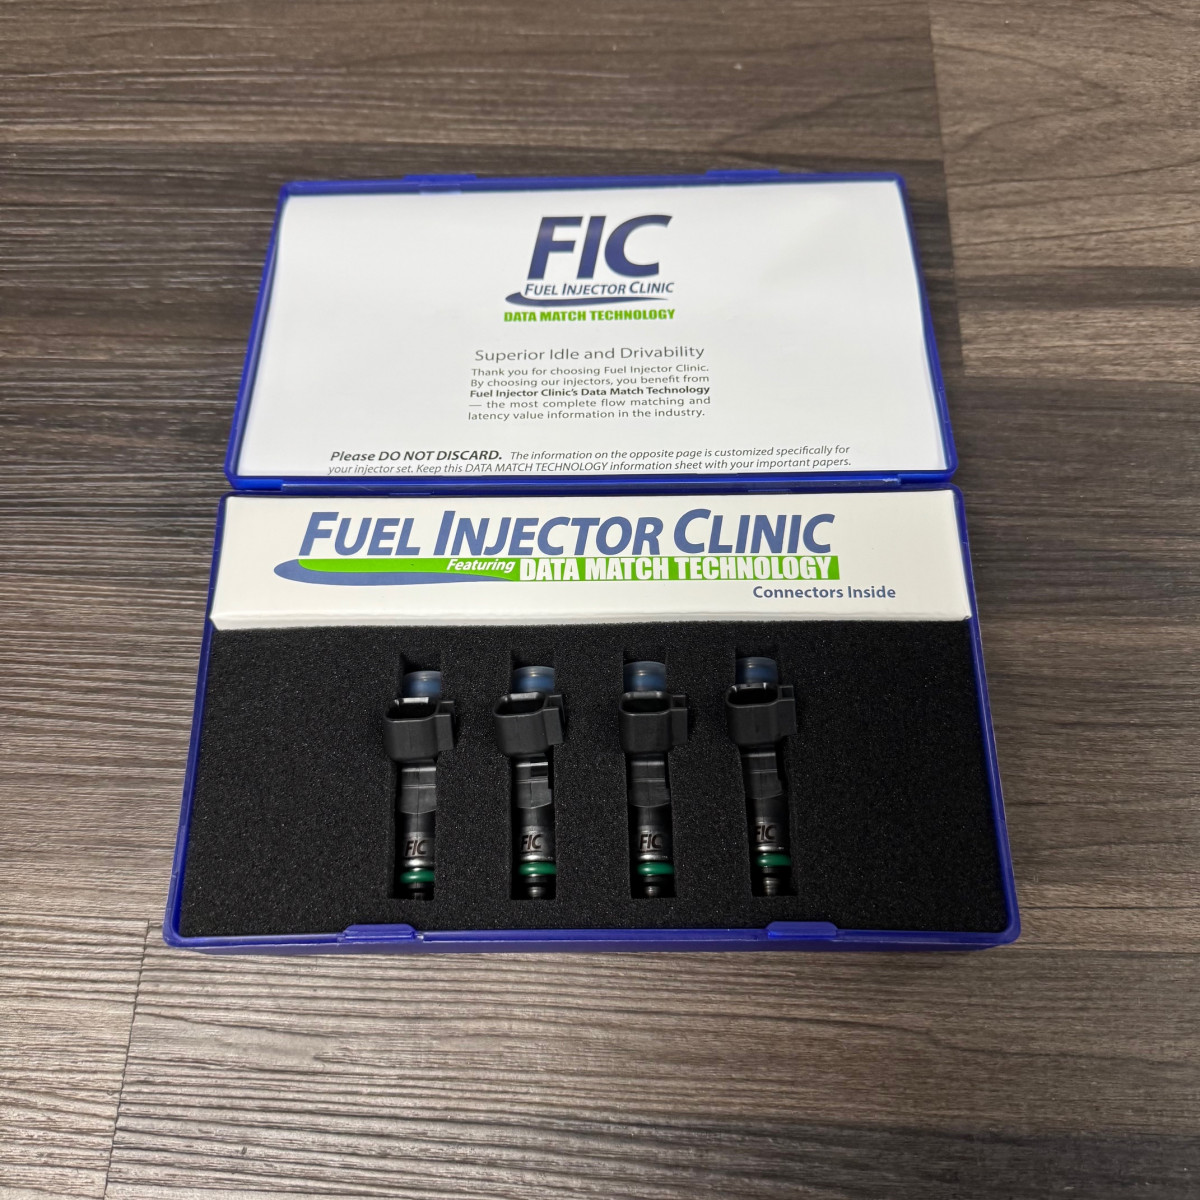 FIC
FUEL INJECTOR CLINIC
DATA MATCH TECHNOLOGY
Superior Idle and Drivability
Thank you for choosing Fuel Injector Clinic.
By choosing our injectors, you benefit from
Fuel Injector Clinic's Data Match Technology
— the most complete flow matching and
latency value information in the industry.
Please DO NOT DISCARD. The information on the opposite page is customized specifically for
your injector set. Keep this DATA MATCH TECHNOLOGY information sheet with your important papers.
FUEL INJECTOR CLINIC
Featuring DATA MATCH TECHNOLOGY
Connectors Inside
FIC
FIC
FIC
FIC